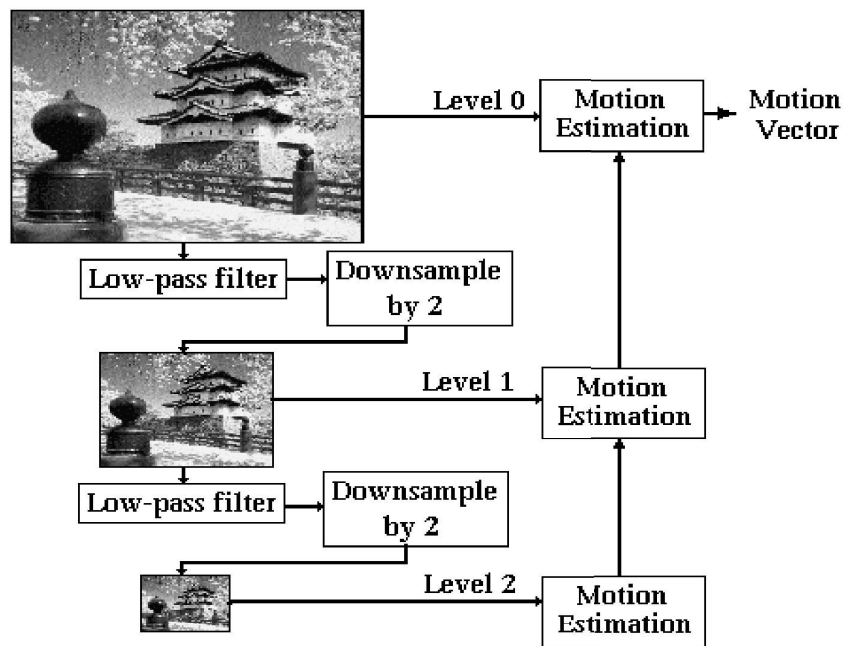 Level 0
Motion
Estimation
Motion
Vector
Low-pass filter
Downsample
by 2
Level 1
Motion
Estimation
Low-pass filter
Downsample
by 2
Level 2
Motion
Estimation